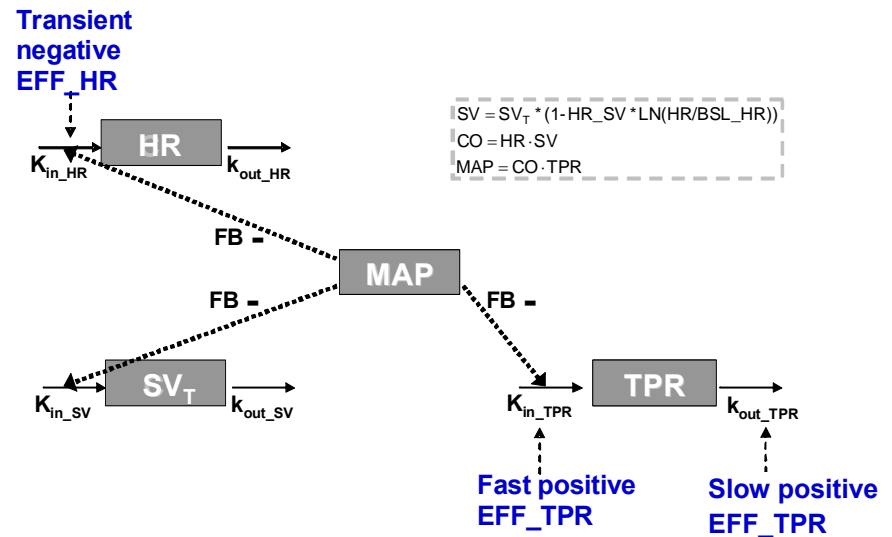 Transient
negative
EFF_HR
SV = SV_T * (1- HR_SV * LN(HR/BSL_HR))
CO = HR · SV
MAP = CO · TPR
HR
K_in_HR
k_out_HR
FB -
MAP
FB -
FB -
SV_T
K_in_SV
k_out_SV
TPR
K_in_TPR
k_out_TPR
Fast positive
EFF_TPR
Slow positive
EFF_TPR